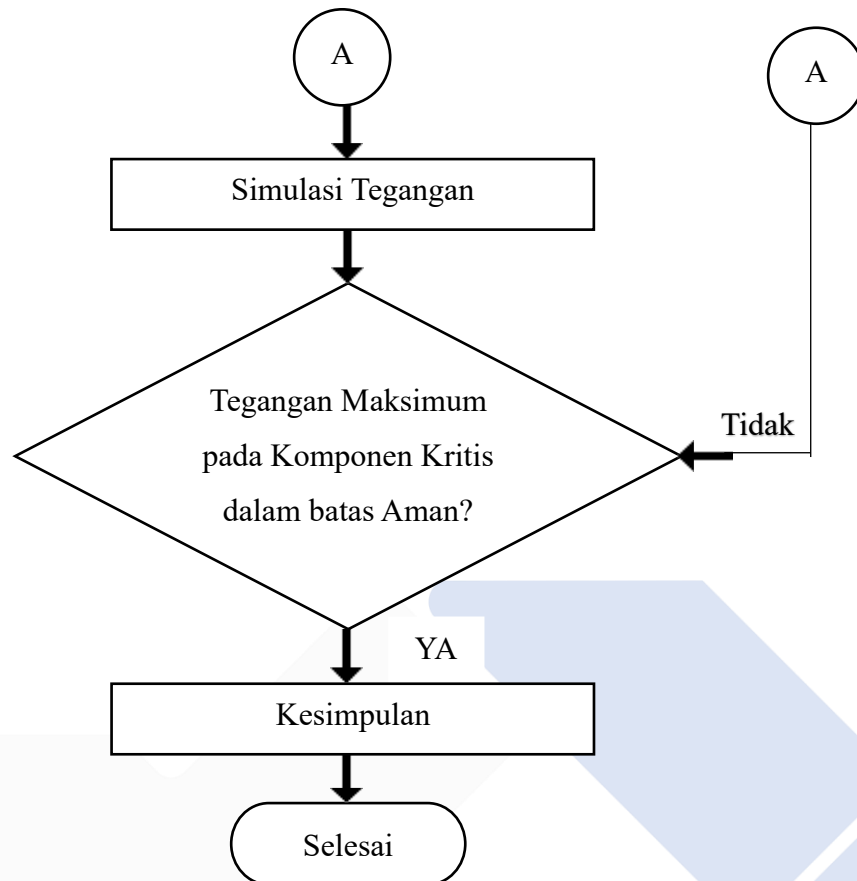 A
A
Simulasi Tegangan
Tegangan Maksimum
pada Komponen Kritis
dalam batas Aman?
Tidak
YA
Kesimpulan
Selesai